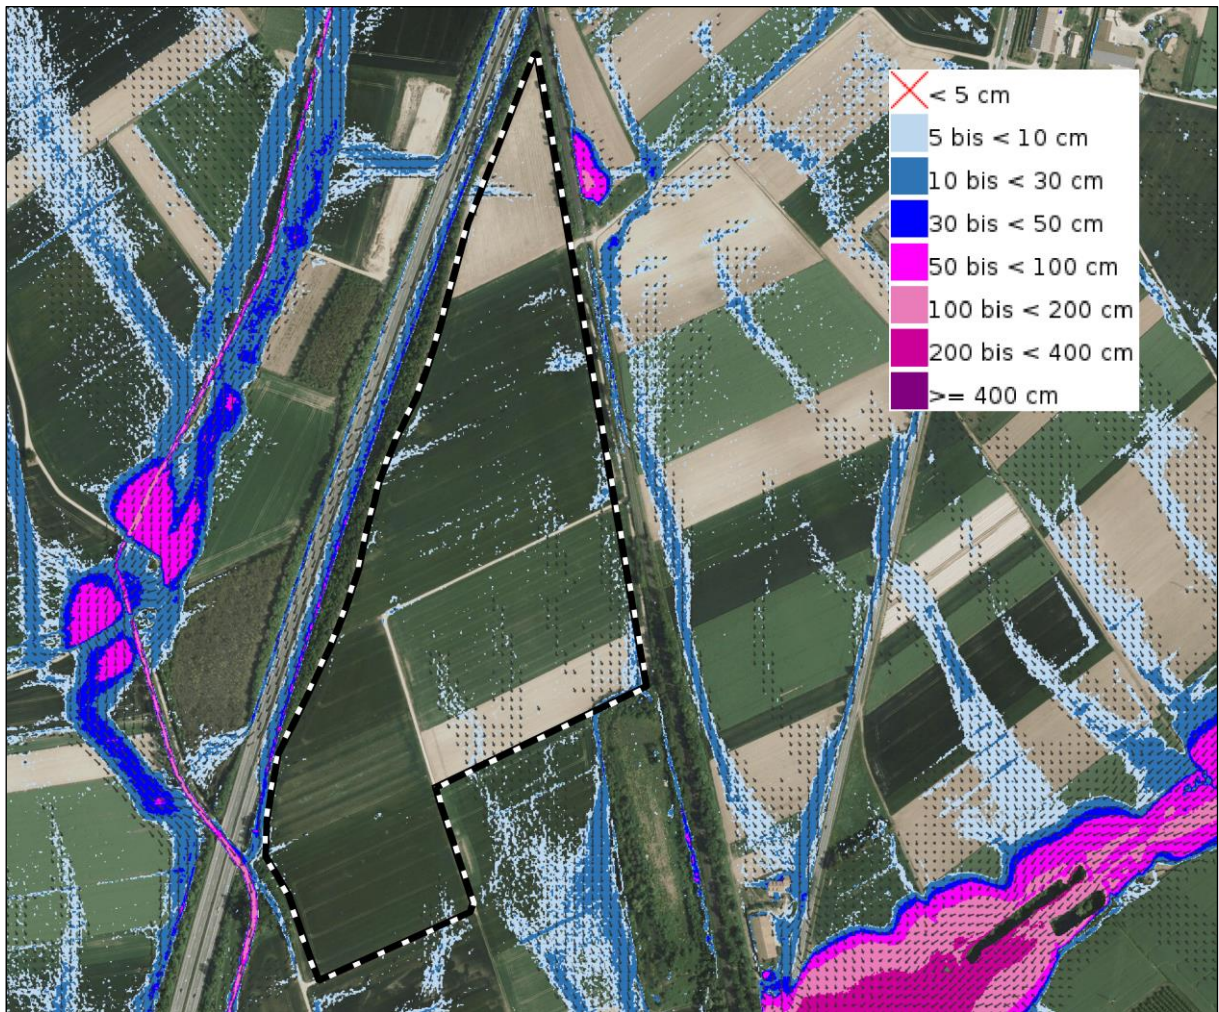 < 5 cm
5 bis < 10 cm
10 bis < 30 cm
30 bis < 50 cm
50 bis < 100 cm
100 bis < 200 cm
200 bis < 400 cm
>= 400 cm